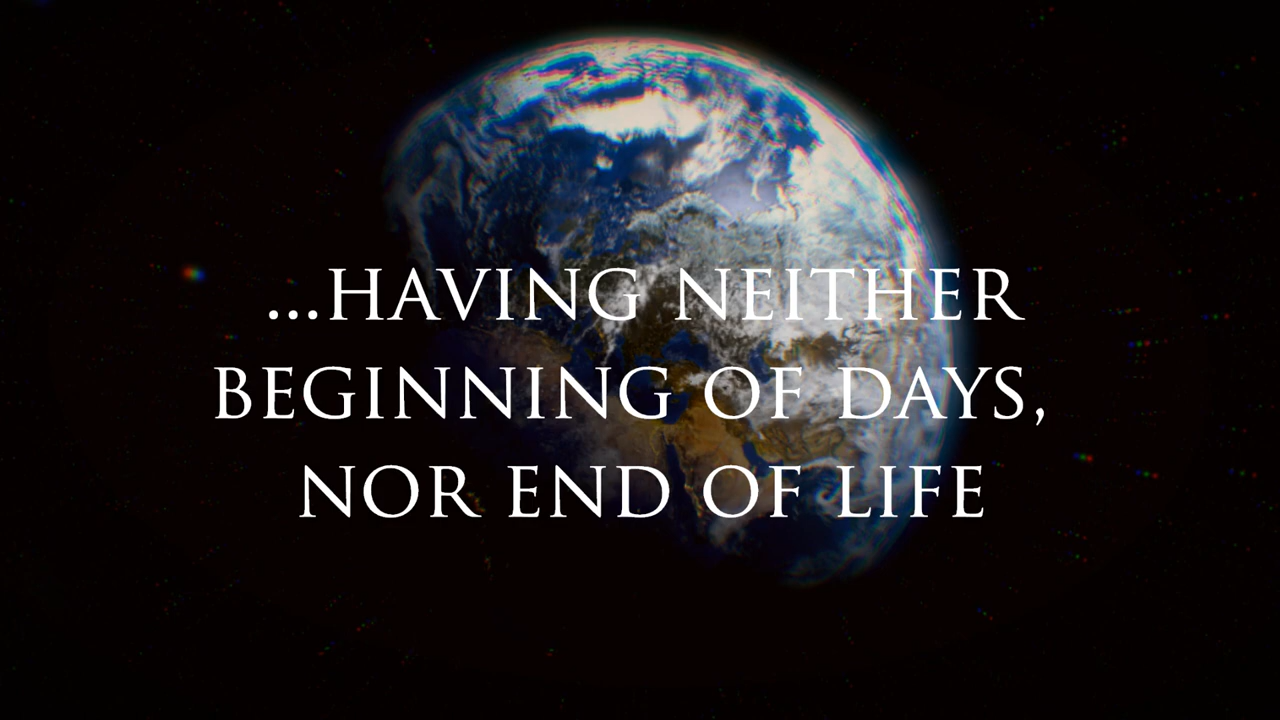 ...HAVING NEITHER
BEGINNING OF DAYS,
NOR END OF LIFE